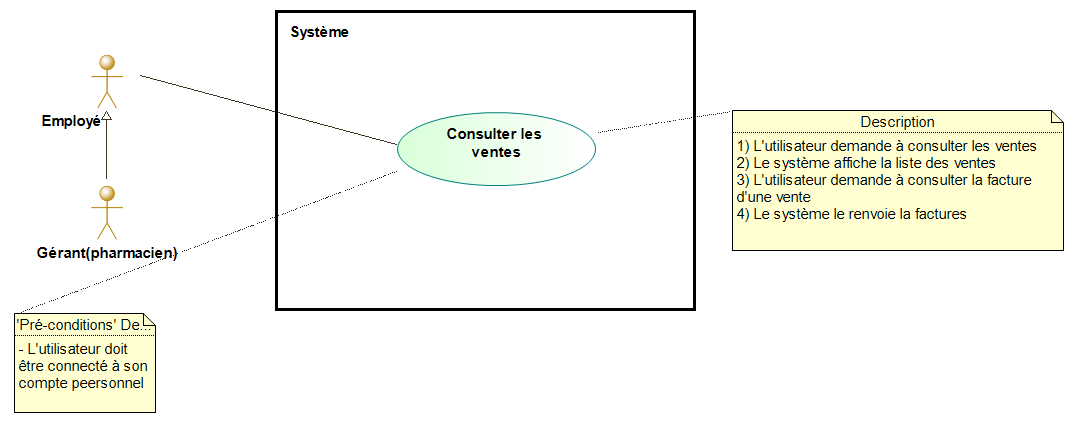 Système
Employé
Consulter les
ventes
Gérant(pharmacien)
Description
1) L'utilisateur demande à consulter les ventes
2) Le système affiche la liste des ventes
3) L'utilisateur demande à consulter la facture
d'une vente
4) Le système le renvoie la factures
'Pré-conditions' De...
- L'utilisateur doit
être connecté à son
compte peersonnel